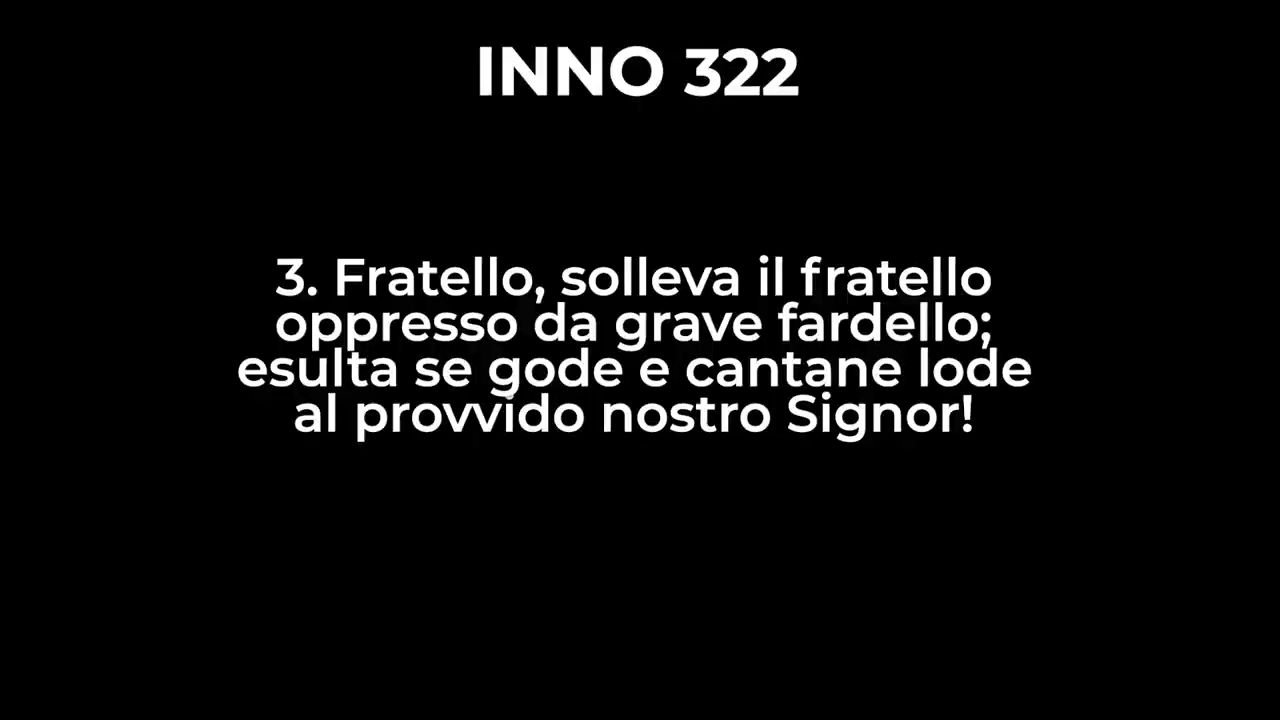 INNO 322
3. Fratello, solleva il fratello
oppresso da grave fardello;
esulta se gode e cantane lode
al provvido nostro Signor!